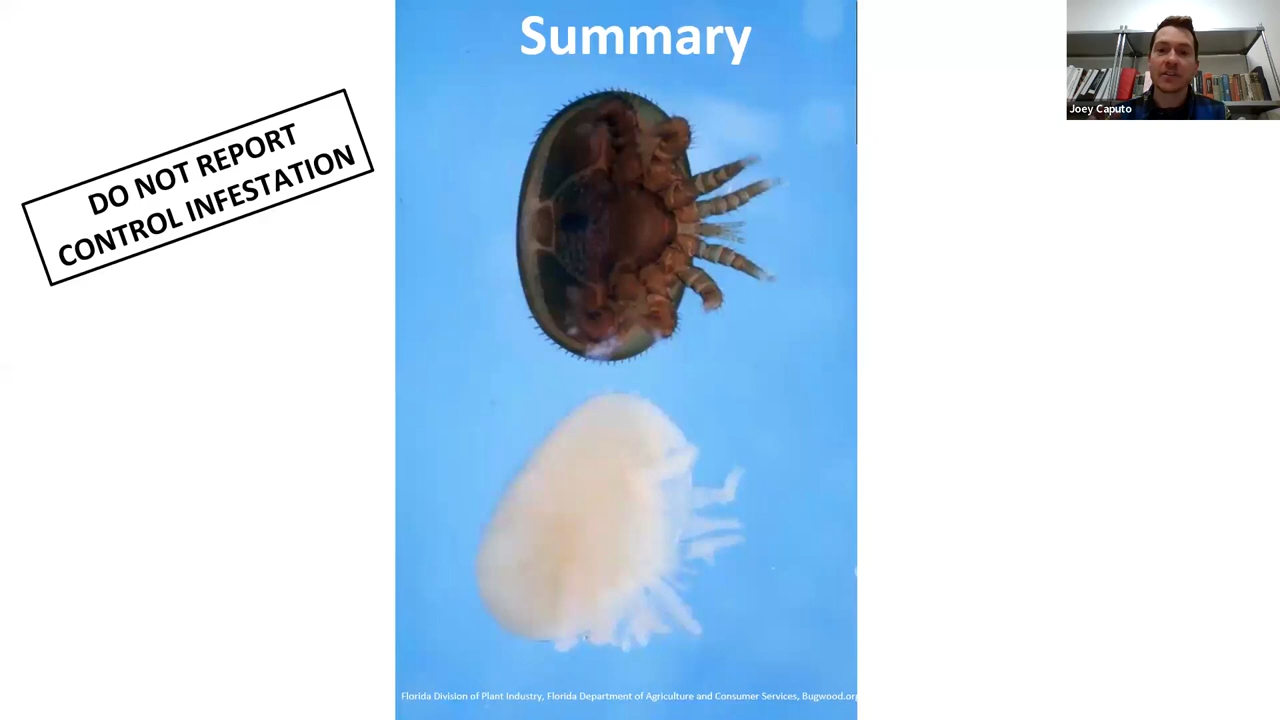 Summary
DO NOT REPORT
CONTROL INFESTATION
Joey Caputo
Florida Division of Plant Industry, Florida Department of Agriculture and Consumer Services, Bugwood.org